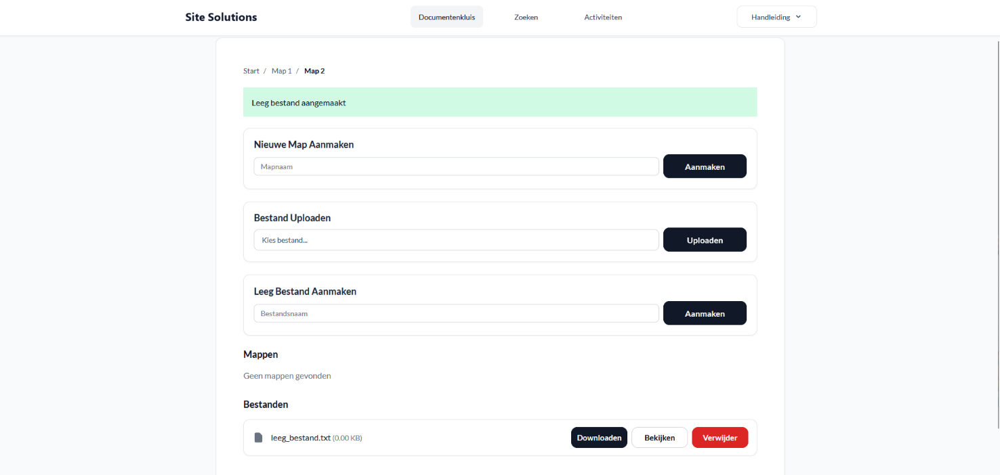 Site Solutions
Documentenkluis
Zoeken
Activiteiten
Handleiding
Start / Map 1 / Map 2
Leeg bestand aangemaakt
Nieuwe Map Aanmaken
Mapnaam
Aanmaken
Bestand Uploaden
Kies bestand...
Uploaden
Leeg Bestand Aanmaken
Bestandsnaam
Aanmaken
Mappen
Geen mappen gevonden
Bestanden
leeg_bestand.txt (0.00 KB)
Downloaden
Bekijken
Verwijder